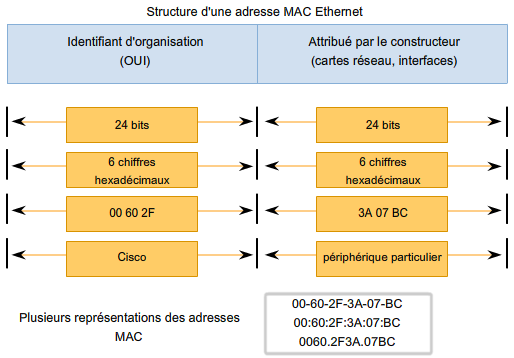 Structure d'une adresse MAC Ethernet
Identifiant d'organisation
(OUI)
Attribué par le constructeur
(cartes réseau, interfaces)
24 bits
24 bits
6 chiffres
hexadécimaux
6 chiffres
hexadécimaux
00 60 2F
3A 07 BC
Cisco
périphérique particulier
Plusieurs représentations des adresses
MAC
00-60-2F-3A-07-BC
00:60:2F:3A:07:BC
0060.2F3A.07BC